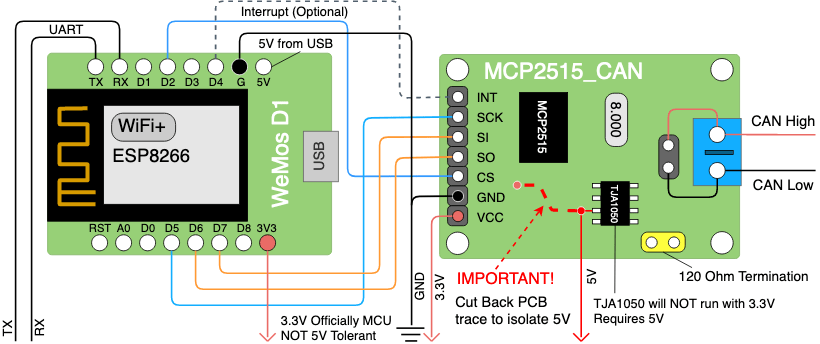 Interrupt (Optional)
UART
5V from USB
TX RX D1 D2 D3 D4 G 5V
WiFi+
ESP8266
WeMos D1
USB
RST A0 D0 D5 D6 D7 D8 3V3
TX
RX
3.3V Officially MCU
NOT 5V Tolerant
GND
3.3V
MCP2515_CAN
INT
SCK
SI
SO
CS
GND
VCC
MCP2515
8.000
TJA1050
CAN High
CAN Low
IMPORTANT!
Cut Back PCB
trace to isolate 5V
5V
120 Ohm Termination
TJA1050 will NOT run with 3.3V
Requires 5V